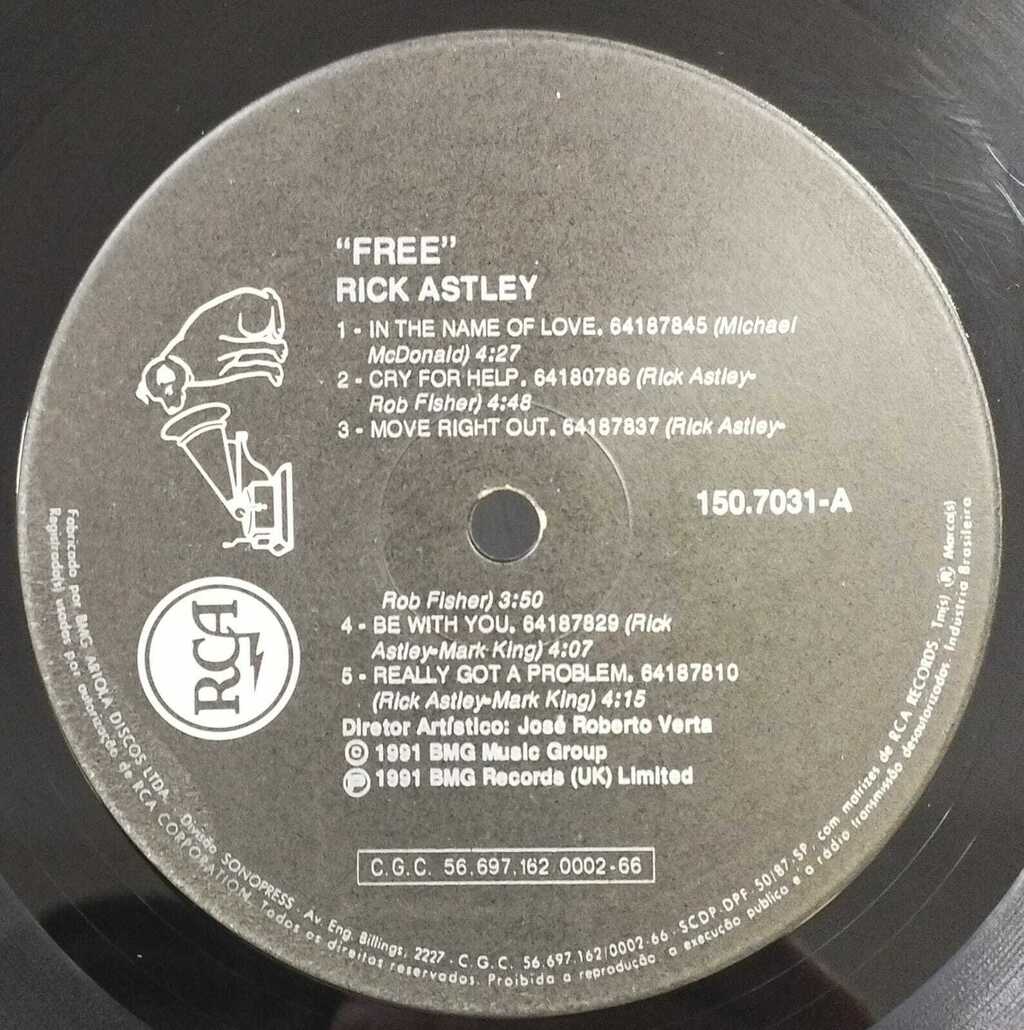 "FREE"
RICK ASTLEY
1 - IN THE NAME OF LOVE. 64187845 (Michael
McDonald) 4:27
2 - CRY FOR HELP. 64180786 (Rick Astley-
Rob Fisher) 4:48
3 - MOVE RIGHT OUT. 64187837 (Rick Astley-
150.7031-A
Rob Fisher) 3:50
4 - BE WITH YOU. 64187829 (Rick
Astley-Mark King) 4:07
5 - REALLY GOT A PROBLEM. 64187810
(Rick Astley-Mark King) 4:15
Diretor Artístico: José Roberto Verta
© 1991 BMG Music Group
℗ 1991 BMG Records (UK) Limited
RCA
C.G.C. 56.697.162 0002-66
Fabricado por BMG ARIOLA DISCOS LTDA. Divisão SONOPRESS. Av. Eng. Billings, 2227 - C.G.C. 56.697.162/0002-66 - SCDP-DPF-50/87-SP, com matrizes de RCA RECORDS. Tm(s) ® Marca(s)
Registrada(s) usadas por autorização de RCA CORPORATION. Todos os direitos reservados. Proibida a reprodução a execução publica e a rádio transmissão desautorizadas. Industria Brasileira